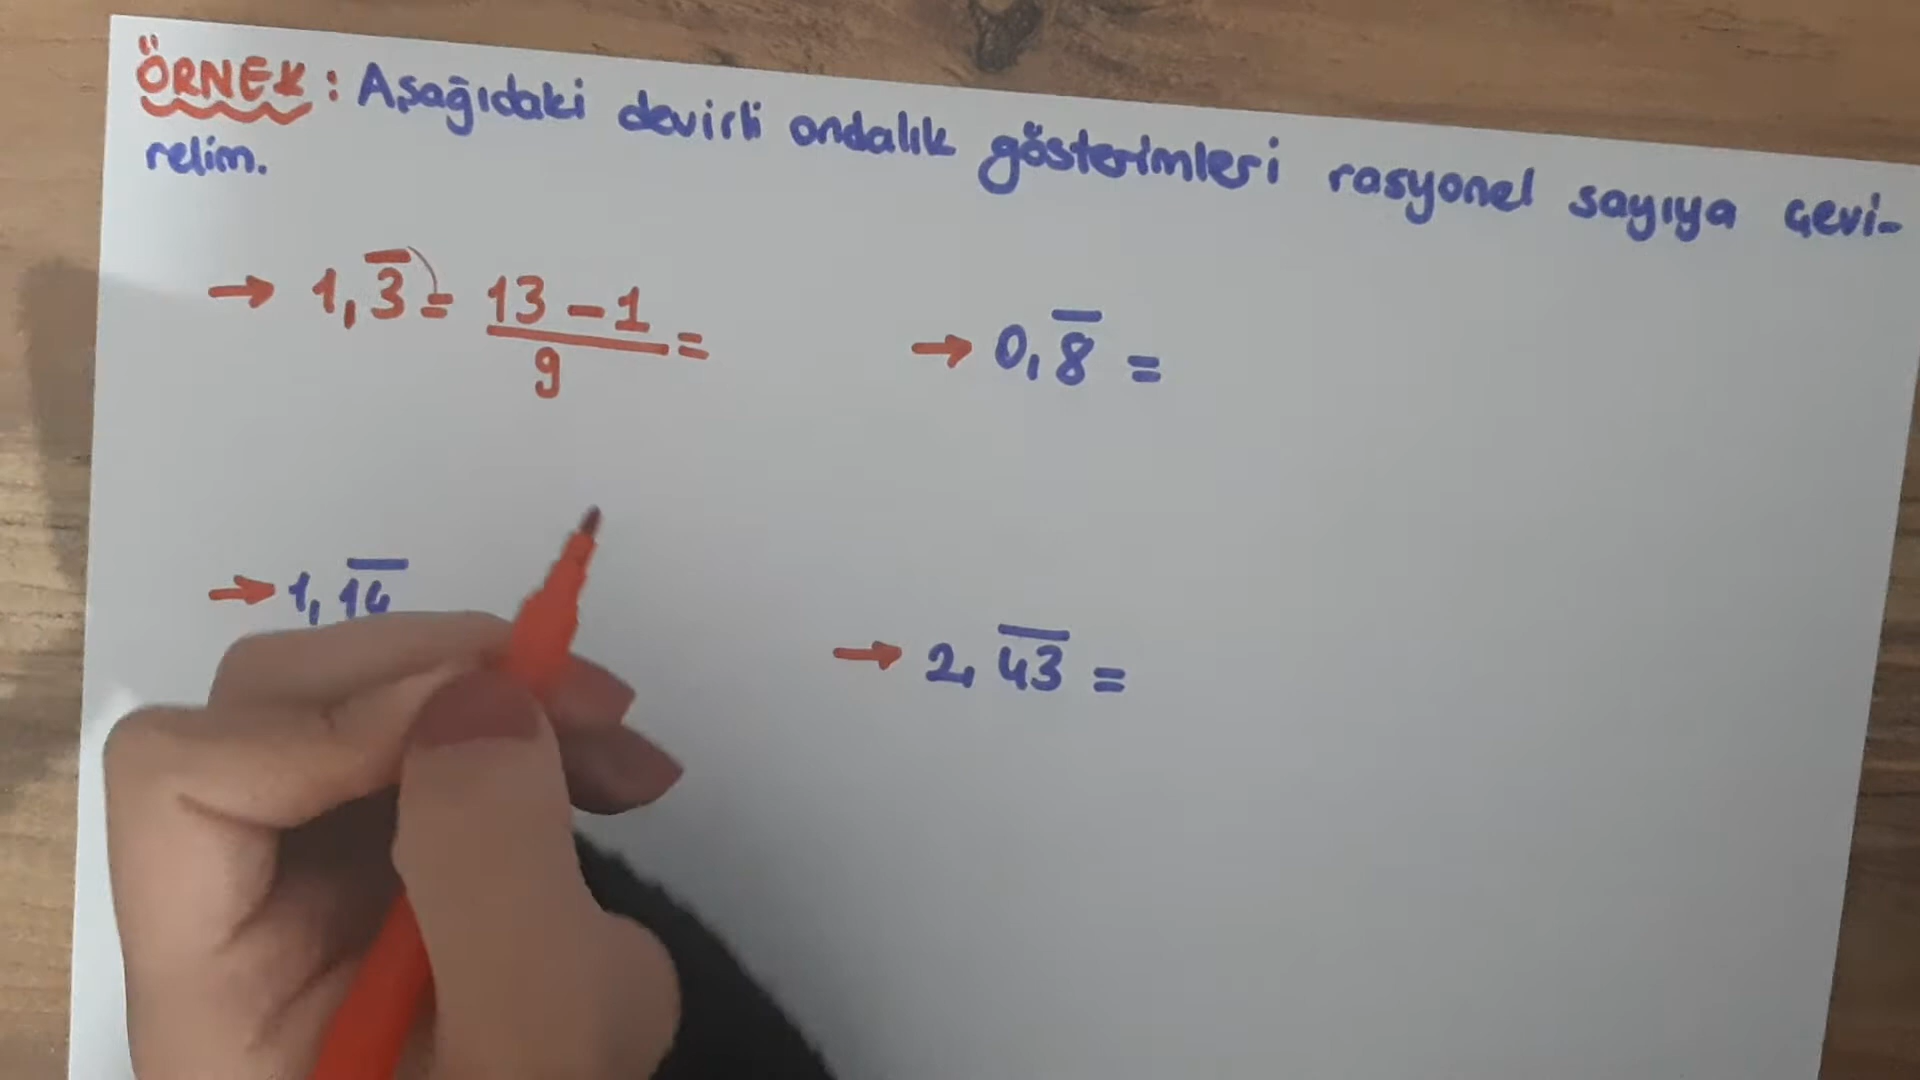 ÖRNEK : Aşağıdaki devirli ondalık gösterimleri rasyonel sayıya çevi-
relim.
→ 1,3̅ = 13 - 1 / 9 =
→ 0,8̅ =
→ 1,1̅4̅
→ 2,4̅3̅ =